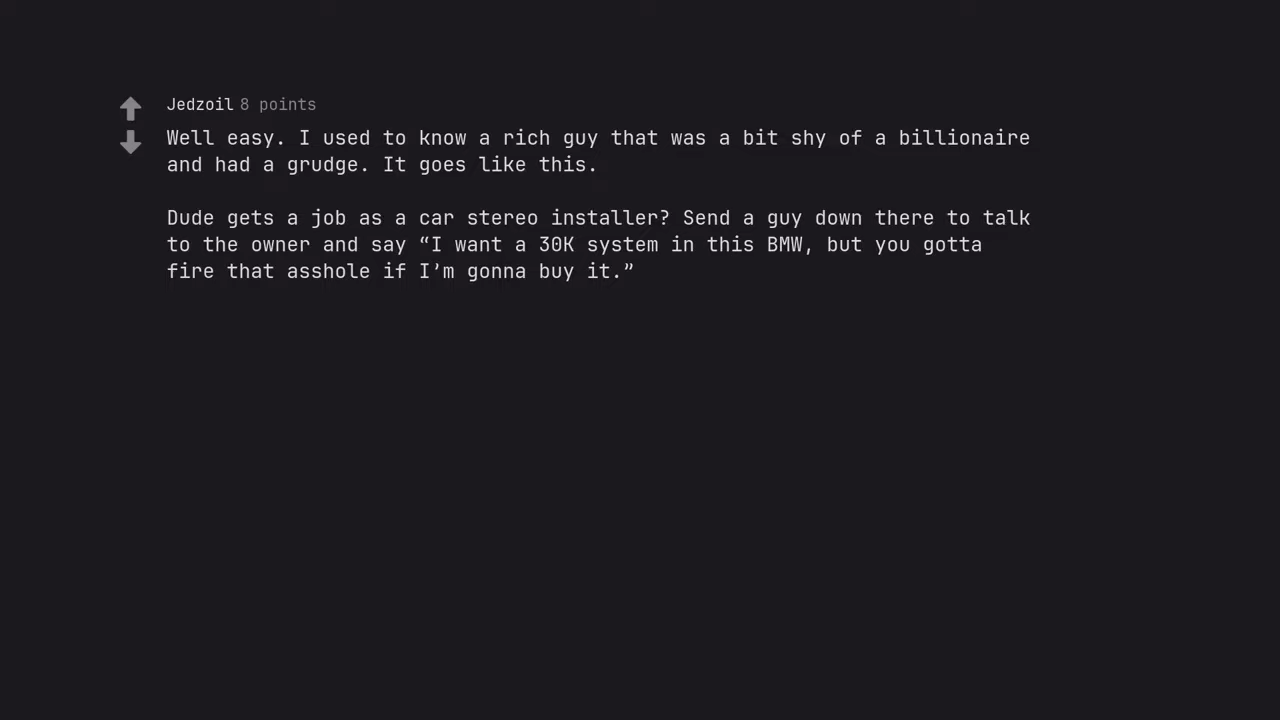 Jedzoil 8 points
Well easy. I used to know a rich guy that was a bit shy of a billionaire
and had a grudge. It goes like this.
Dude gets a job as a car stereo installer? Send a guy down there to talk
to the owner and say “I want a 30K system in this BMW, but you gotta
fire that asshole if I’m gonna buy it.”